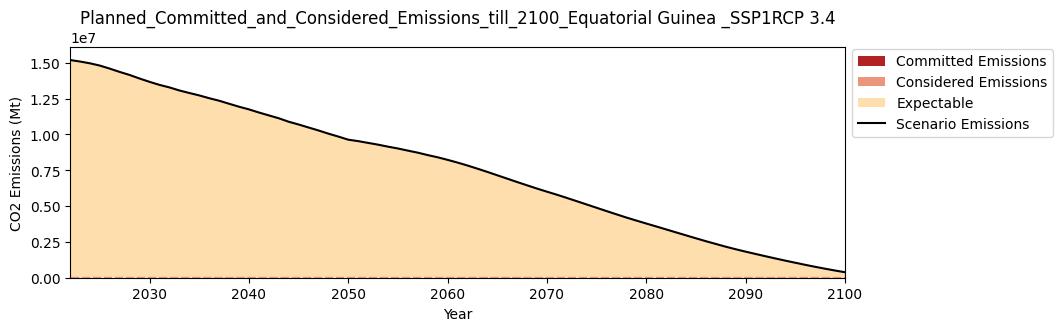 Planned_Committed_and_Considered_Emissions_till_2100_Equatorial Guinea _SSP1RCP 3.4
1e7
1.50
1.25
1.00
0.75
0.50
0.25
0.00
CO2 Emissions (Mt)
2030 2040 2050 2060 2070 2080 2090 2100
Year
Committed Emissions
Considered Emissions
Expectable
Scenario Emissions